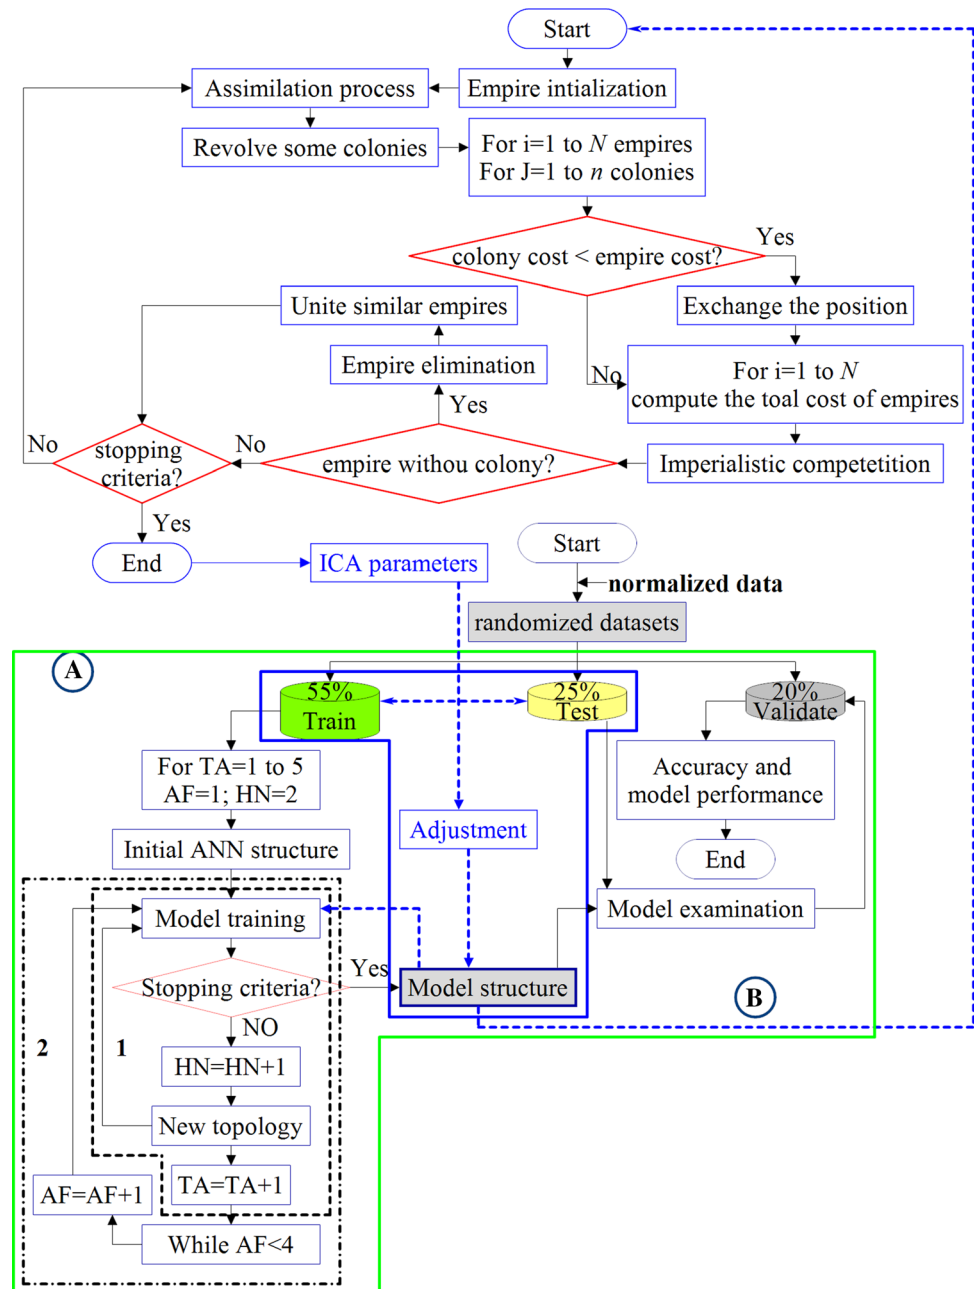 Start
Empire intialization
Assimilation process
Revolve some colonies
For i=1 to N empires
For J=1 to n colonies
colony cost < empire cost?
Yes
Exchange the position
No
For i=1 to N
compute the toal cost of empires
Imperialistic competetition
empire withou colony?
Yes
Empire elimination
Unite similar empires
No
stopping
criteria?
No
Yes
End
ICA parameters
Start
normalized data
randomized datasets
A
55%
Train
25%
Test
20%
Validate
For TA=1 to 5
AF=1; HN=2
Initial ANN structure
Accuracy and
model performance
End
Adjustment
Model training
Model examination
Stopping criteria?
Yes
Model structure
B
NO
2
1
HN=HN+1
New topology
TA=TA+1
AF=AF+1
While AF<4